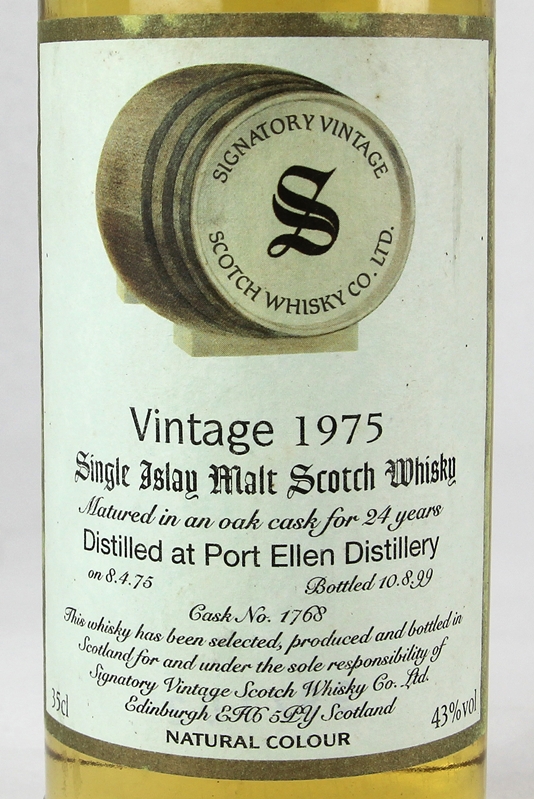 SIGNATORY VINTAGE
S
SCOTCH WHISKY CO. LTD.
Vintage 1975
Single Islay Malt Scotch Whisky
Matured in an oak cask for 24 years
Distilled at Port Ellen Distillery
on 8.4.75 Bottled 10.8.99
Cask No. 1768
This whisky has been selected, produced and bottled in
Scotland for and under the sole responsibility of
Signatory Vintage Scotch Whisky Co. Ltd.
Edinburgh EH6 5PY Scotland
35cl 43%vol
NATURAL COLOUR